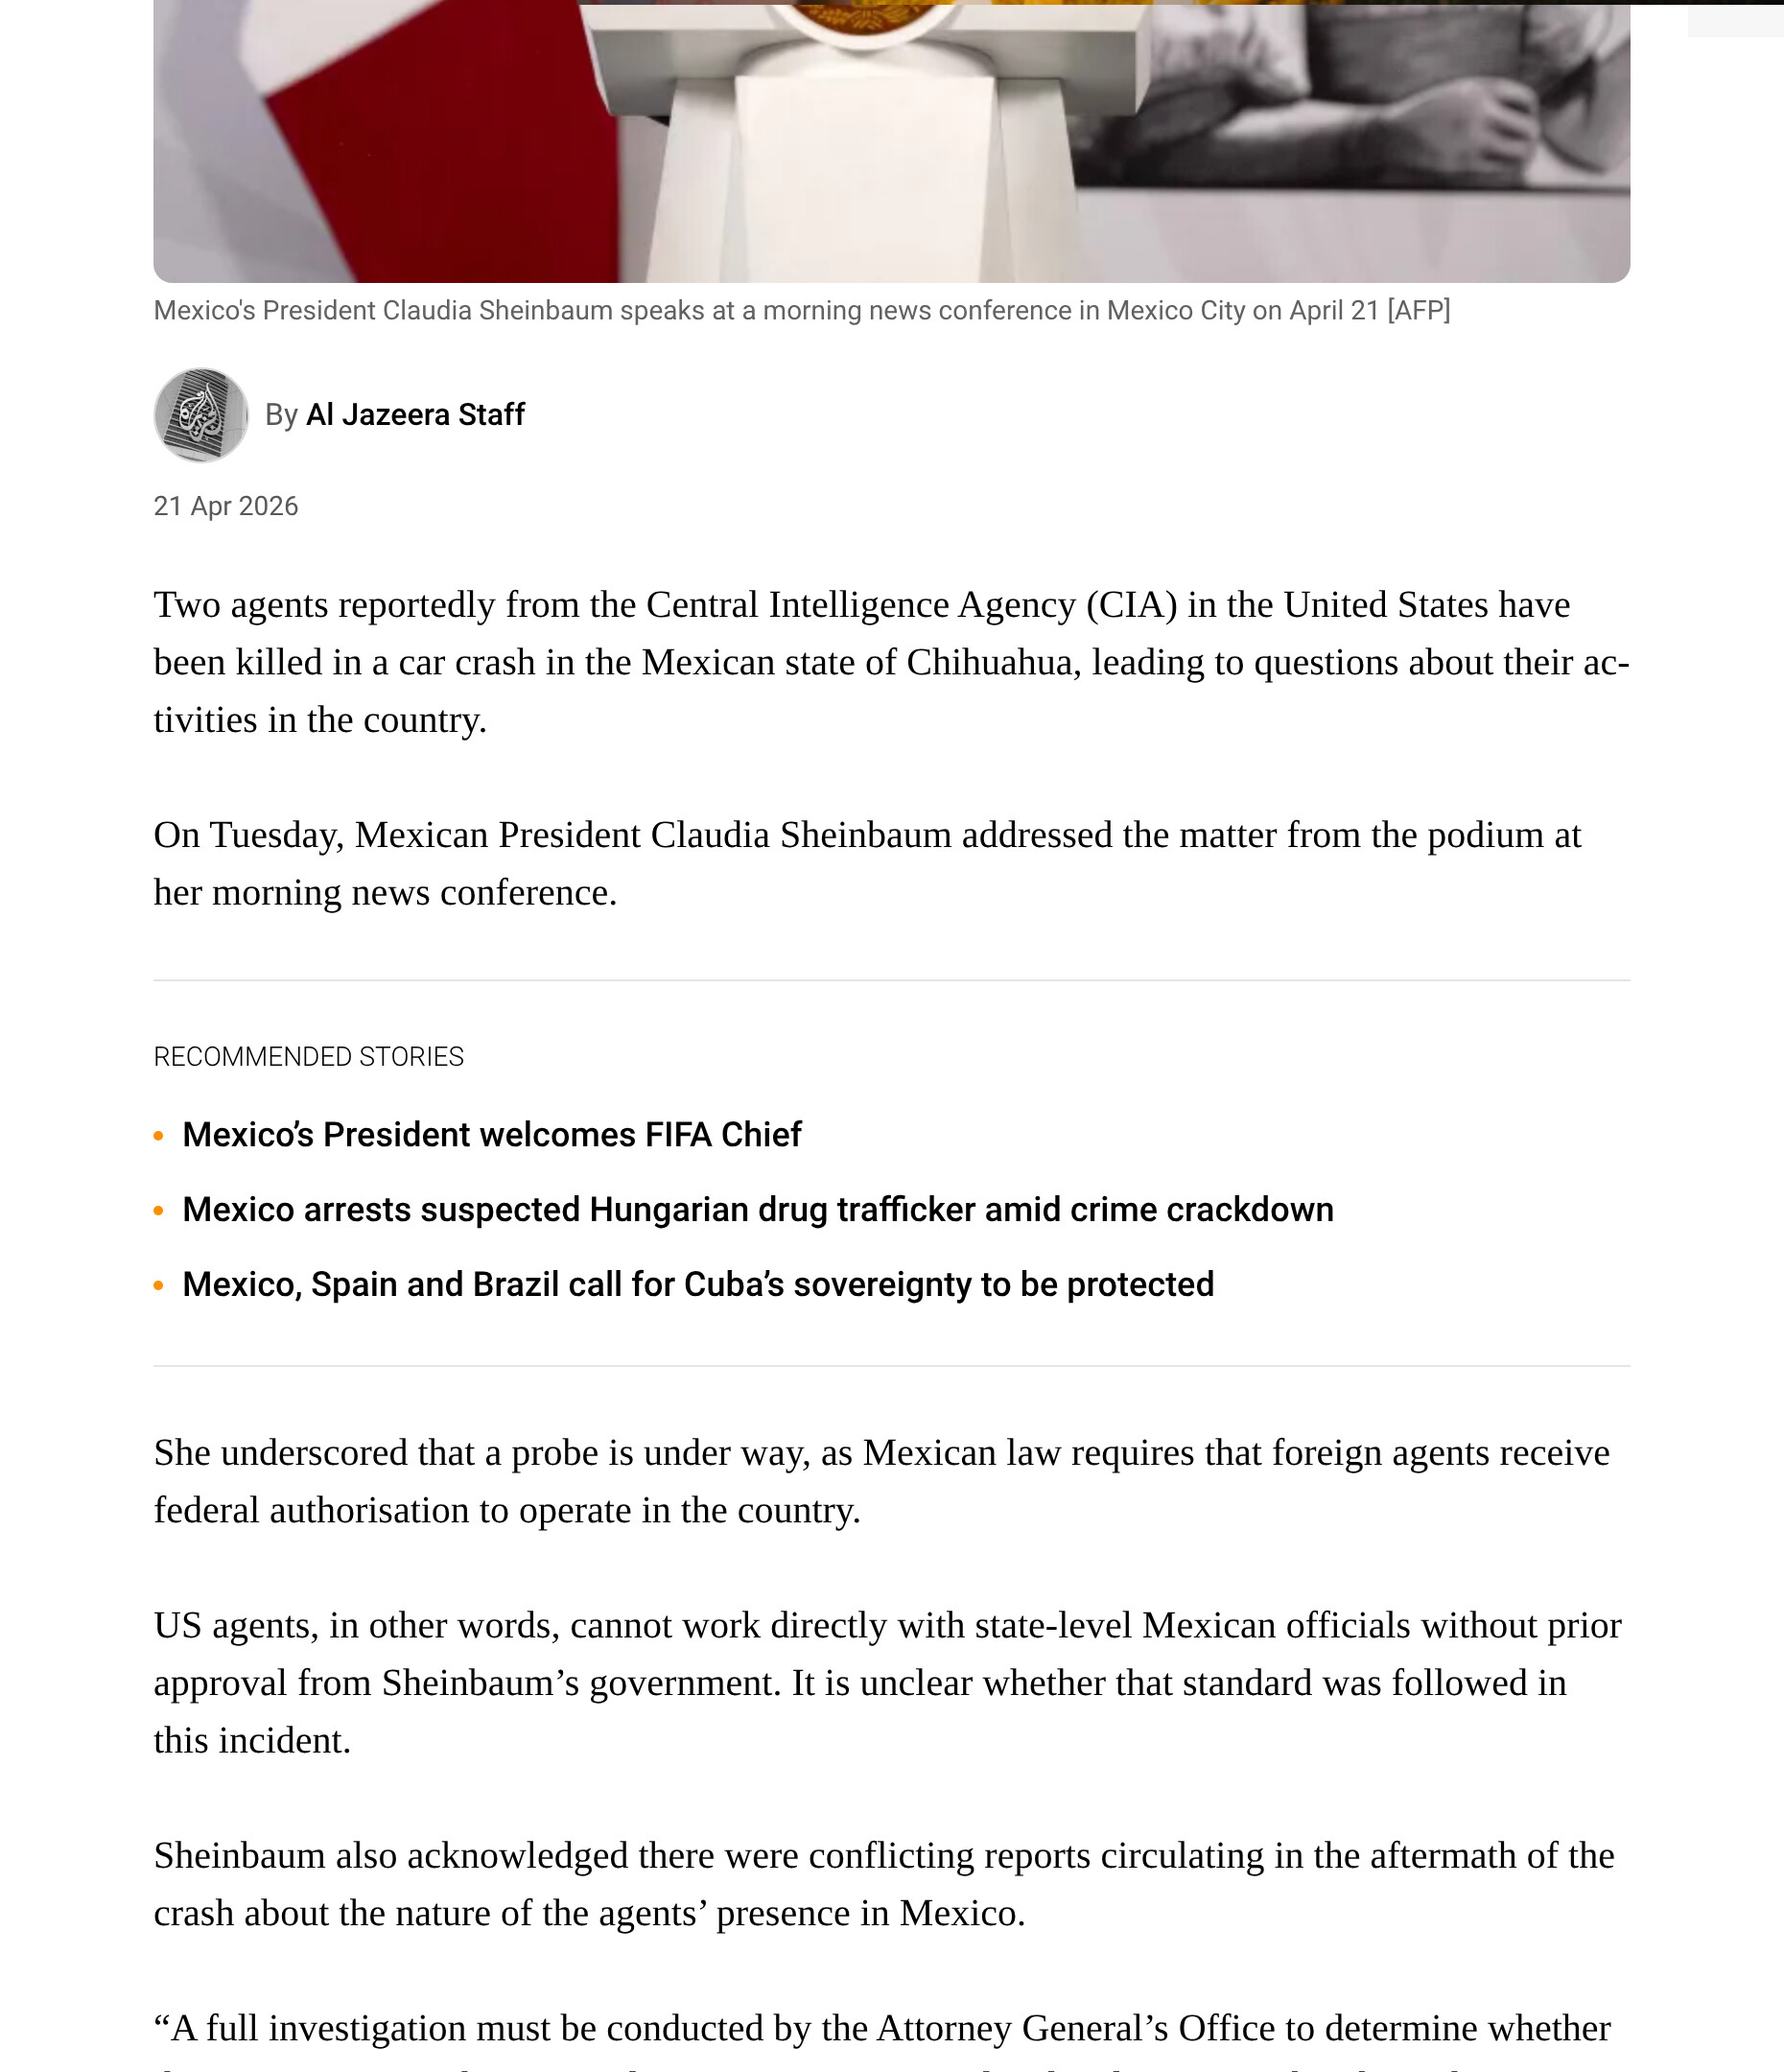 Mexico's President Claudia Sheinbaum speaks at a morning news conference in Mexico City on April 21 [AFP]
By Al Jazeera Staff
21 Apr 2026
Two agents reportedly from the Central Intelligence Agency (CIA) in the United States have
been killed in a car crash in the Mexican state of Chihuahua, leading to questions about their ac-
tivities in the country.
On Tuesday, Mexican President Claudia Sheinbaum addressed the matter from the podium at
her morning news conference.
RECOMMENDED STORIES
• Mexico’s President welcomes FIFA Chief
• Mexico arrests suspected Hungarian drug trafficker amid crime crackdown
• Mexico, Spain and Brazil call for Cuba’s sovereignty to be protected
She underscored that a probe is under way, as Mexican law requires that foreign agents receive
federal authorisation to operate in the country.
US agents, in other words, cannot work directly with state-level Mexican officials without prior
approval from Sheinbaum’s government. It is unclear whether that standard was followed in
this incident.
Sheinbaum also acknowledged there were conflicting reports circulating in the aftermath of the
crash about the nature of the agents’ presence in Mexico.
“A full investigation must be conducted by the Attorney General’s Office to determine whether